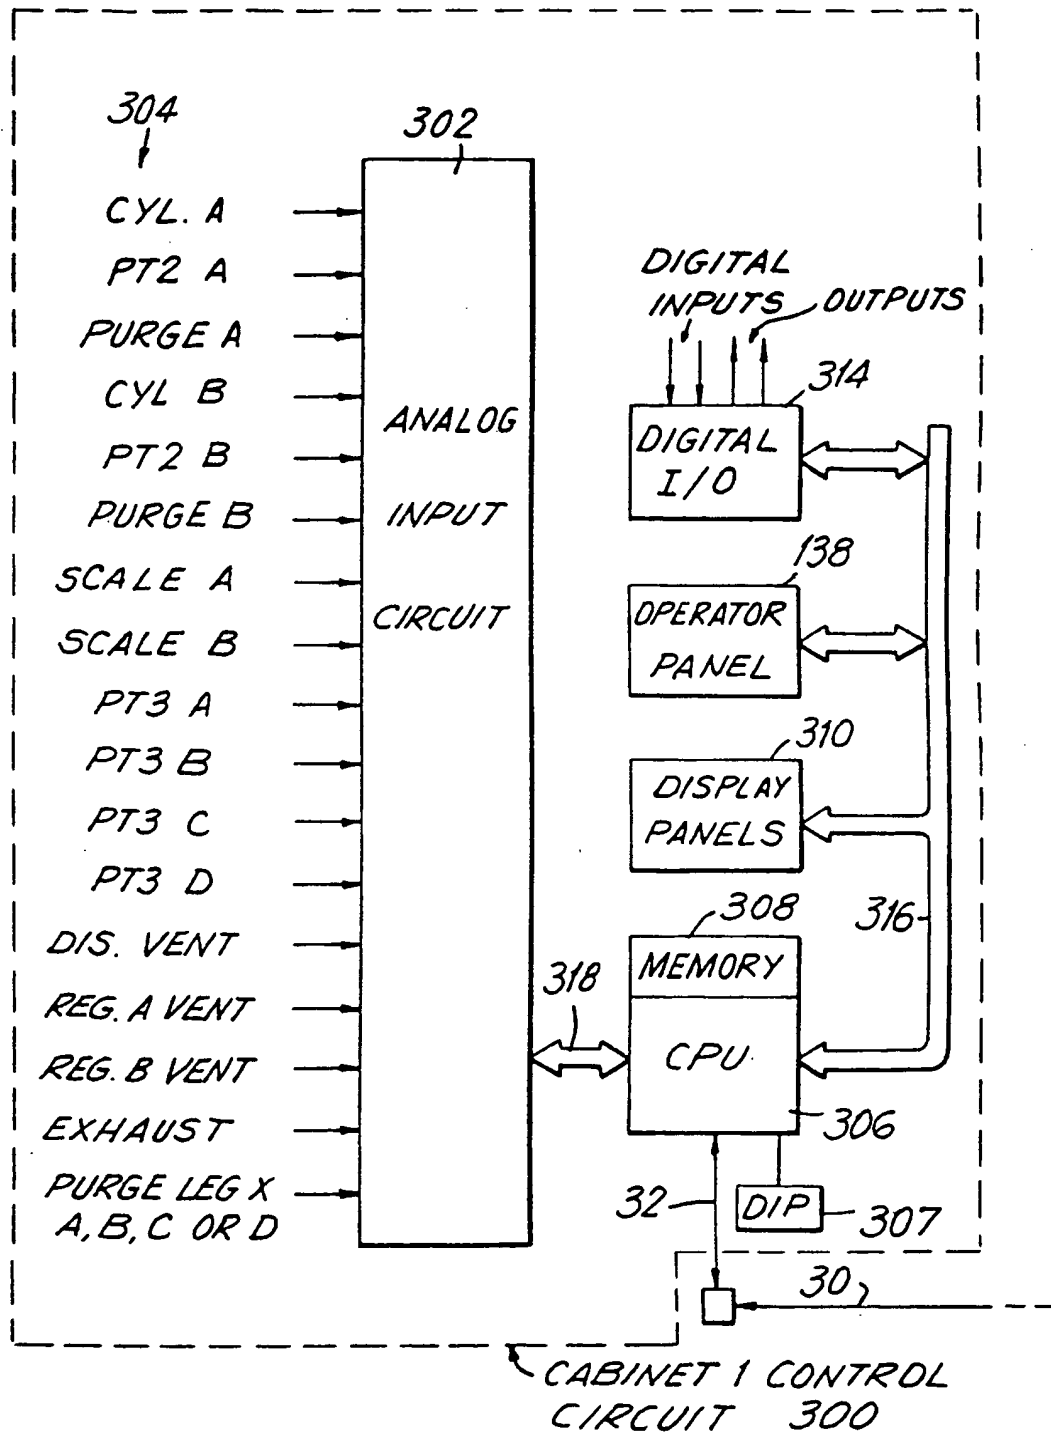 304
302
CYL. A
PT2 A
PURGE A
CYL B
PT2 B
PURGE B
SCALE A
SCALE B
PT3 A
PT3 B
PT3 C
PT3 D
DIS. VENT
REG. A VENT
REG. B VENT
EXHAUST
PURGE LEG X
A, B, C OR D
ANALOG
INPUT
CIRCUIT
DIGITAL
INPUTS
OUTPUTS
314
DIGITAL
I/O
138
OPERATOR
PANEL
310
DISPLAY
PANELS
316
308
MEMORY
318
CPU
306
32
DIP
307
30
CABINET 1 CONTROL
CIRCUIT 300